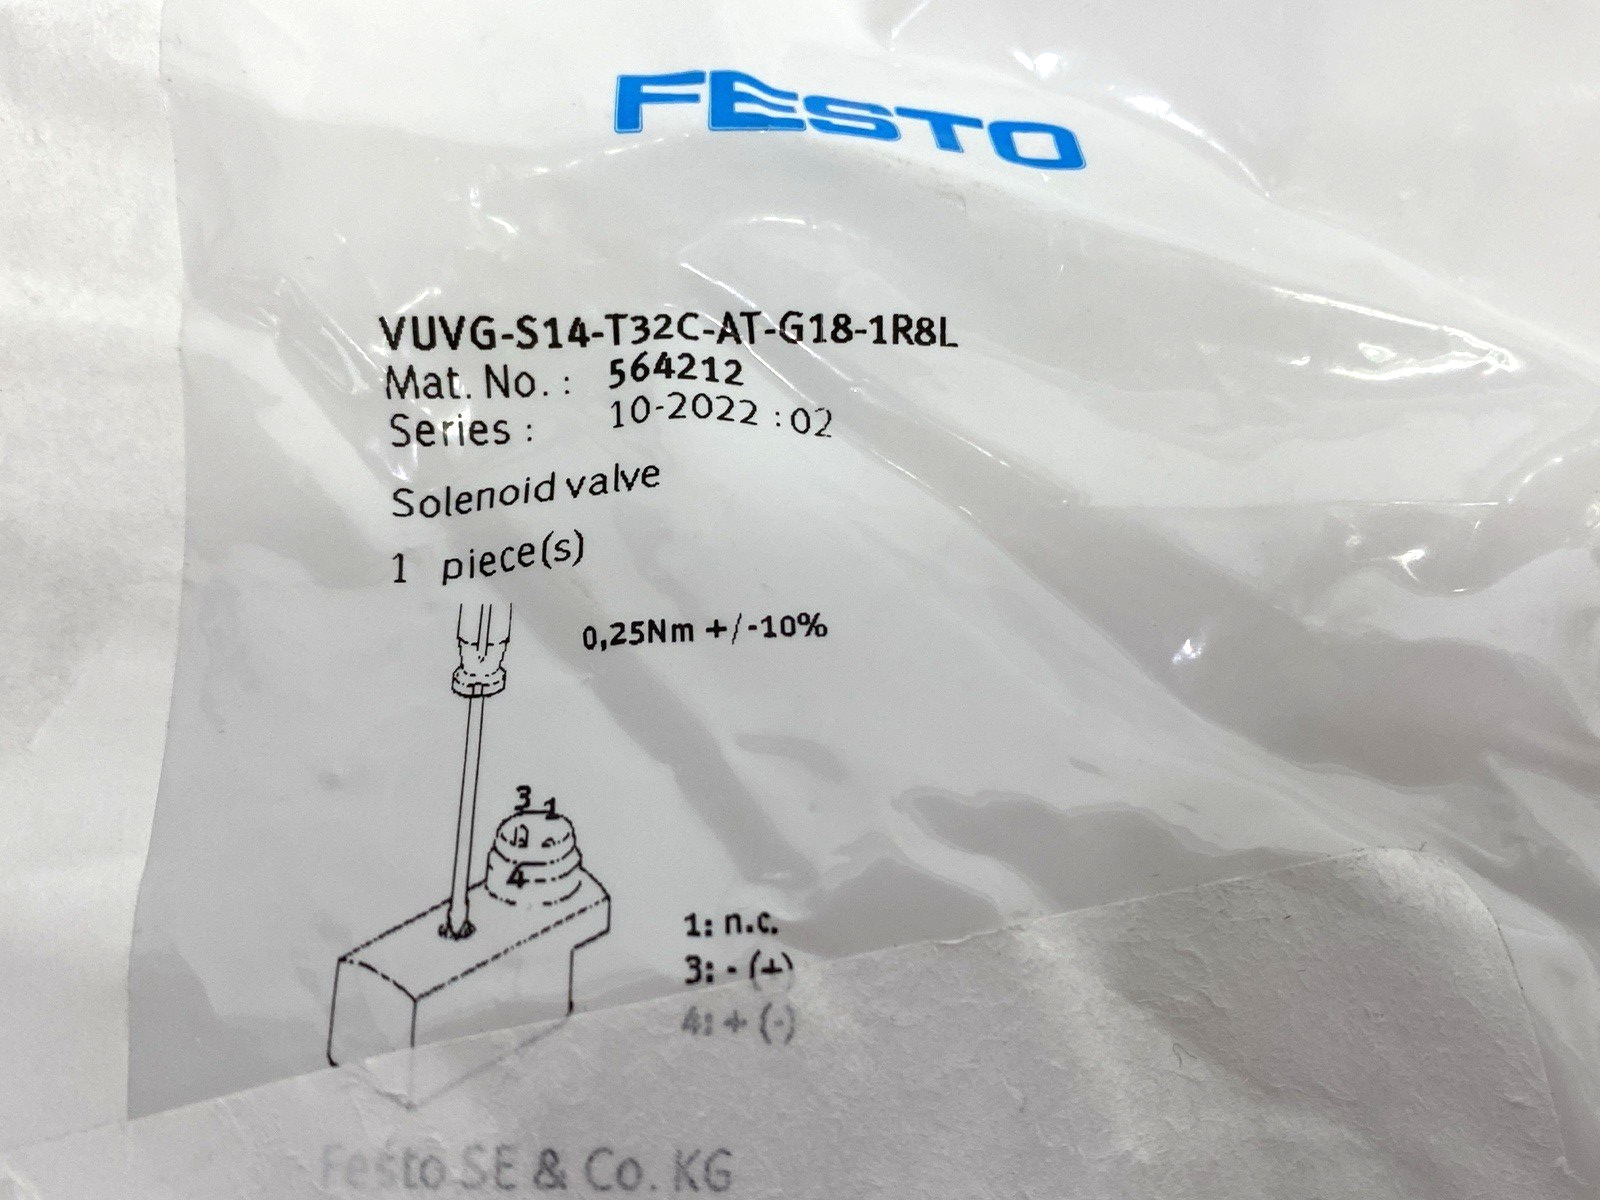 FESTO
VUVG-S14-T32C-AT-G18-1R8L
Mat. No. : 564212
Series : 10-2022 : 02
Solenoid valve
1 piece(s)
0,25Nm +/-10%
3 1
4
1: n.c.
3: - (+)
4: + (-)
Festo SE & Co. KG